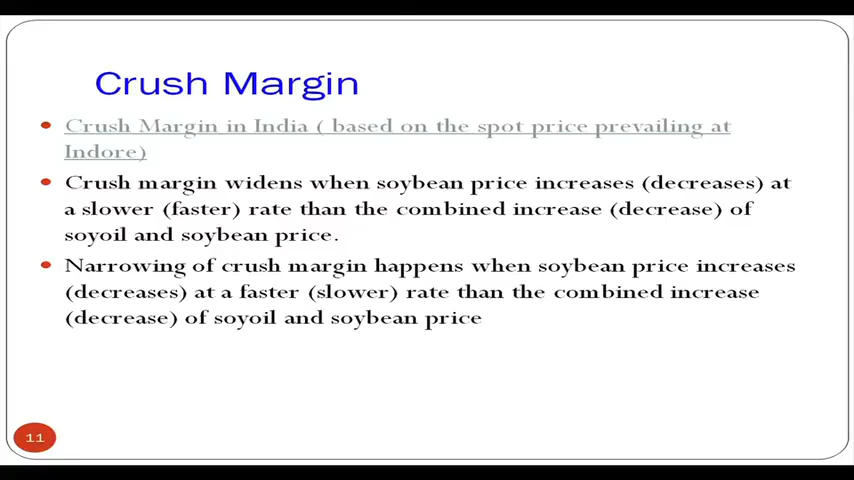 Crush Margin
Crush Margin in India ( based on the spot price prevailing at
Indore)
Crush margin widens when soybean price increases (decreases) at
a slower (faster) rate than the combined increase (decrease) of
soyoil and soybean price.
Narrowing of crush margin happens when soybean price increases
(decreases) at a faster (slower) rate than the combined increase
(decrease) of soyoil and soybean price
11